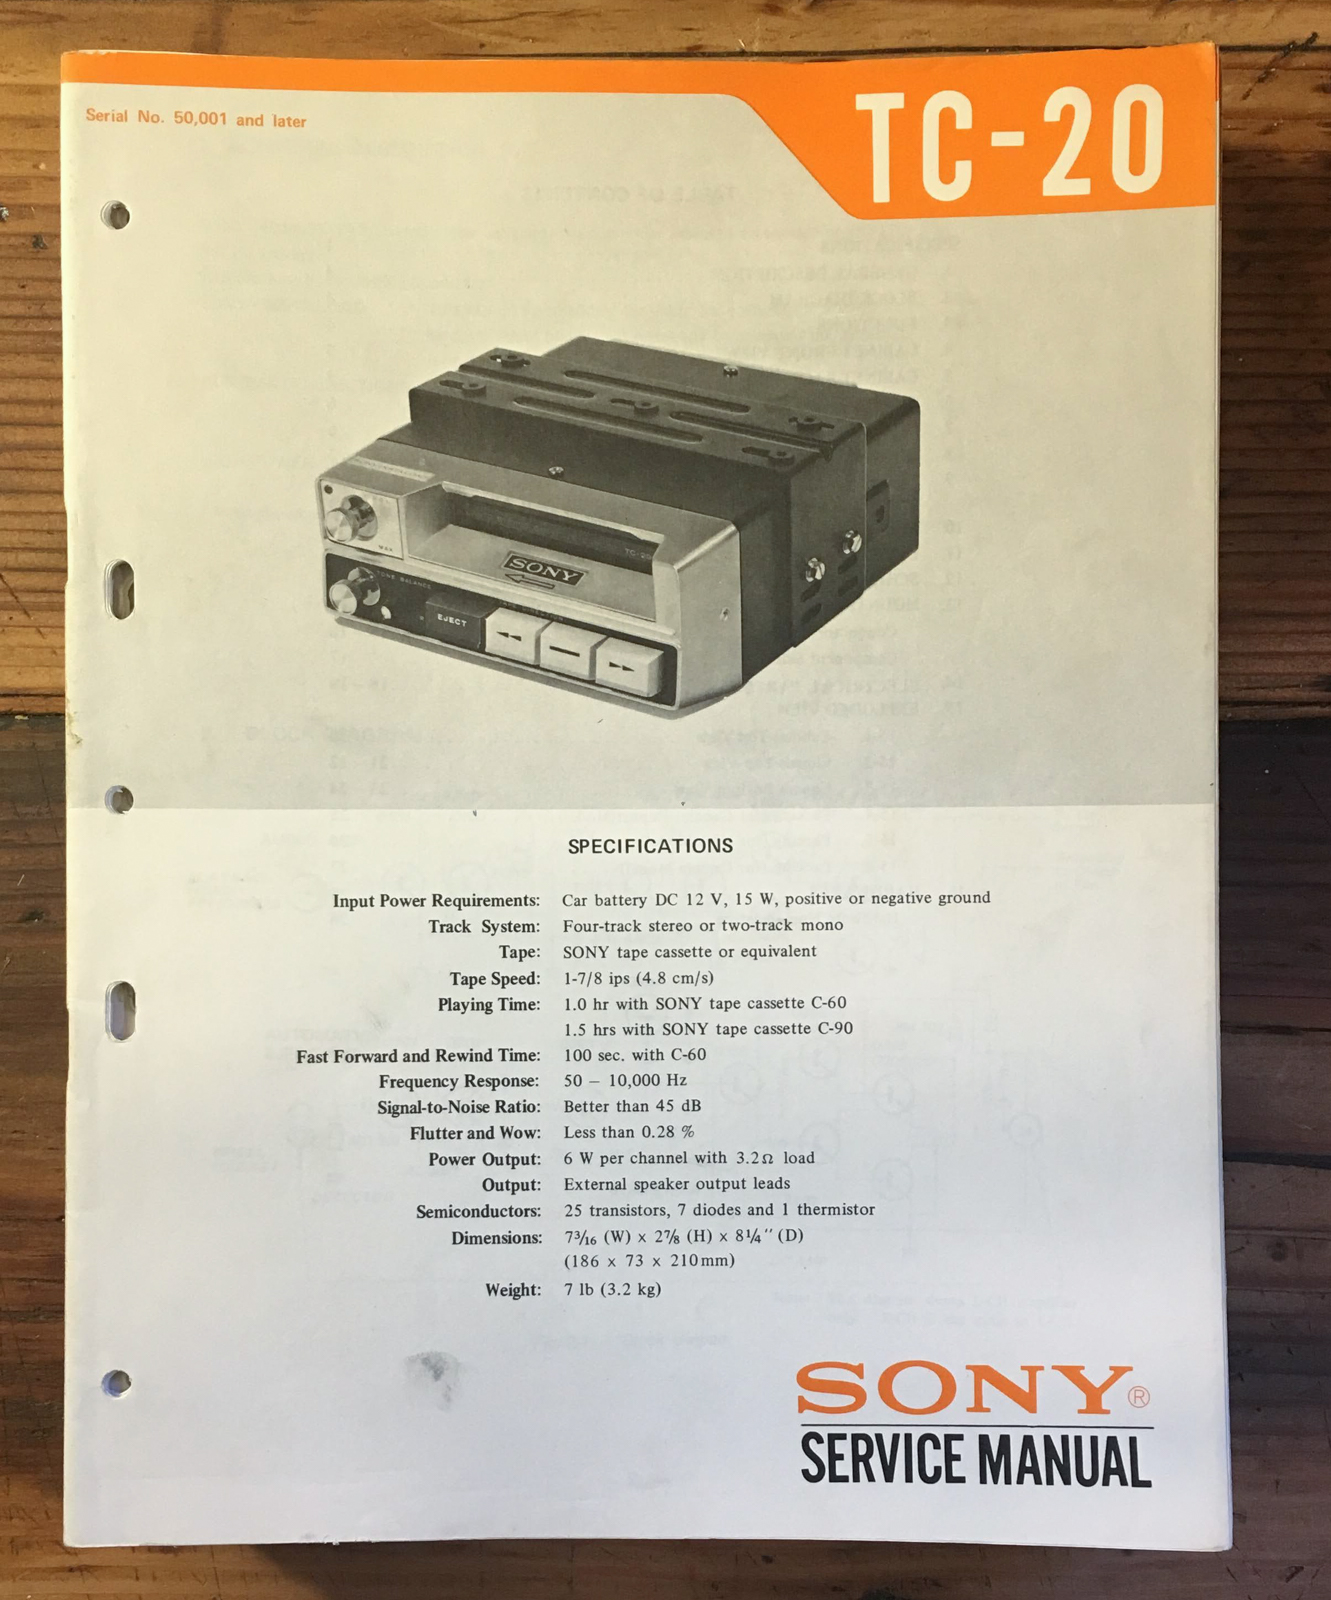 Serial No. 50,001 and later
TC-20
TC-20
SONY
TONE BALANCE
EJECT
SPECIFICATIONS
Input Power Requirements: Car battery DC 12 V, 15 W, positive or negative ground
Track System: Four-track stereo or two-track mono
Tape: SONY tape cassette or equivalent
Tape Speed: 1-7/8 ips (4.8 cm/s)
Playing Time: 1.0 hr with SONY tape cassette C-60
1.5 hrs with SONY tape cassette C-90
Fast Forward and Rewind Time: 100 sec. with C-60
Frequency Response: 50 – 10,000 Hz
Signal-to-Noise Ratio: Better than 45 dB
Flutter and Wow: Less than 0.28 %
Power Output: 6 W per channel with 3.2Ω load
Output: External speaker output leads
Semiconductors: 25 transistors, 7 diodes and 1 thermistor
Dimensions: 7³⁄₁₆ (W) x 2⅞ (H) x 8¼" (D)
(186 x 73 x 210mm)
Weight: 7 lb (3.2 kg)
SONY®
SERVICE MANUAL